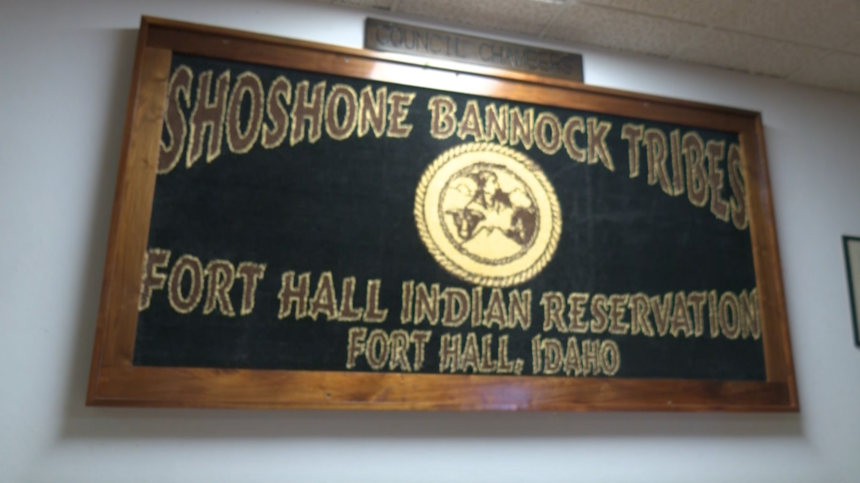 COUNCIL CHAMBERS
SHOSHONE BANNOCK TRIBES
FORT HALL INDIAN RESERVATION
FORT HALL, IDAHO